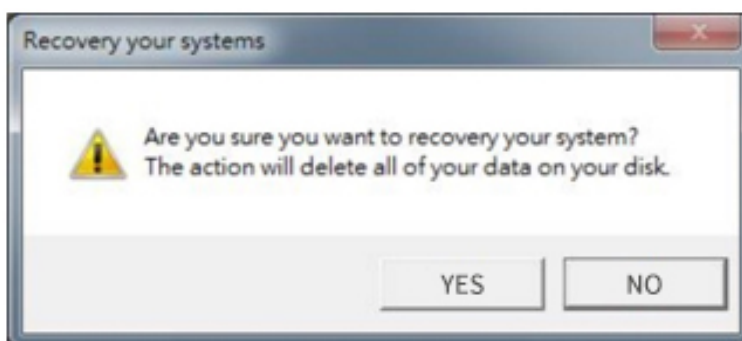 Recovery your systems
Are you sure you want to recovery your system?
The action will delete all of your data on your disk.
YES
NO